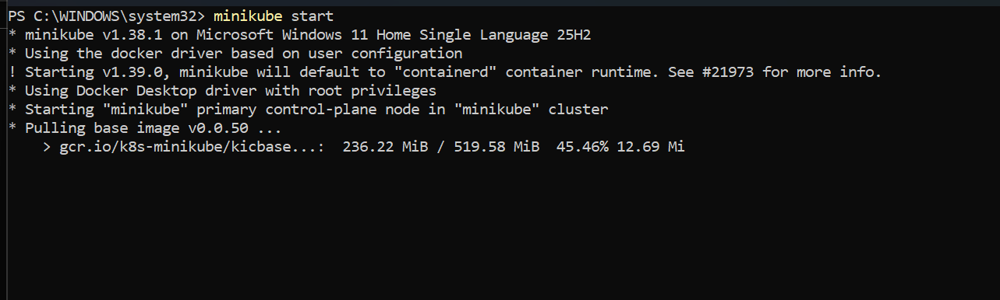 PS C:\WINDOWS\system32> minikube start
* minikube v1.38.1 on Microsoft Windows 11 Home Single Language 25H2
* Using the docker driver based on user configuration
! Starting v1.39.0, minikube will default to "containerd" container runtime. See #21973 for more info.
* Using Docker Desktop driver with root privileges
* Starting "minikube" primary control-plane node in "minikube" cluster
* Pulling base image v0.0.50 ...
    > gcr.io/k8s-minikube/kicbase...:  236.22 MiB / 519.58 MiB  45.46% 12.69 Mi